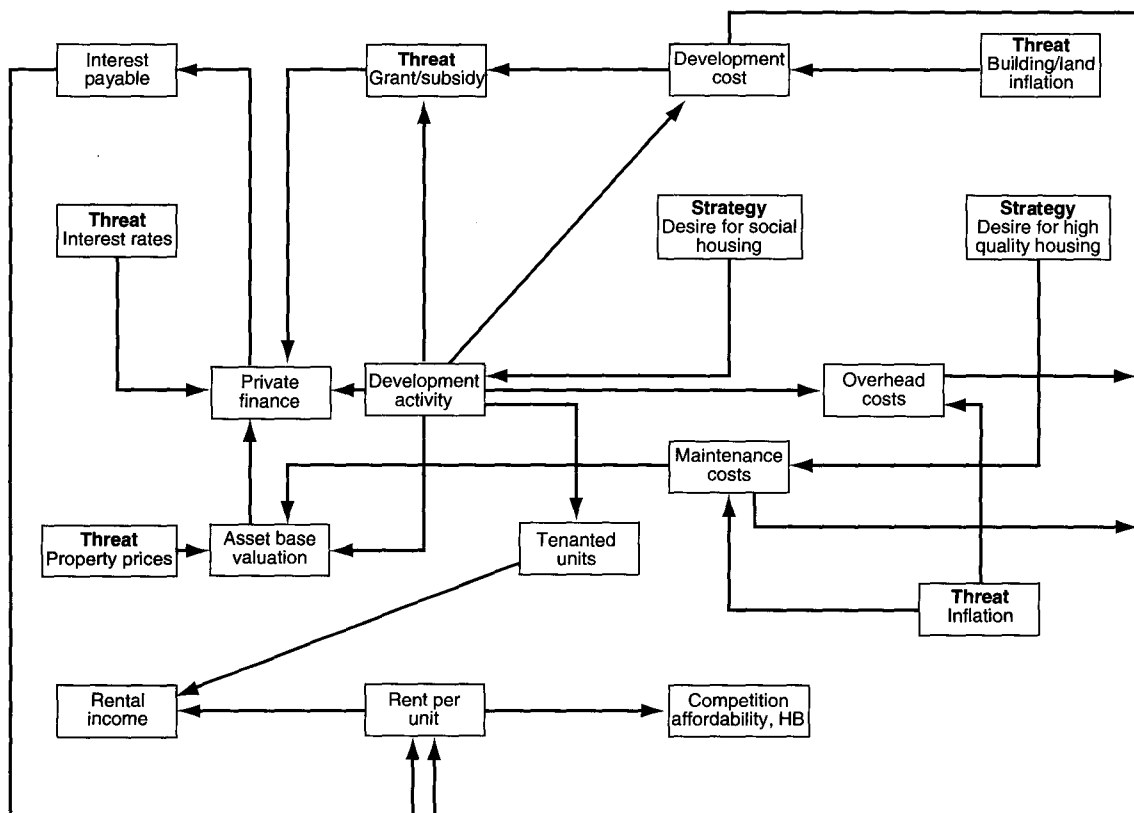 Interest
payable
Threat
Grant/subsidy
Development
cost
Threat
Building/land
inflation
Threat
Interest rates
Strategy
Desire for social
housing
Strategy
Desire for high
quality housing
Private
finance
Development
activity
Overhead
costs
Maintenance
costs
Threat
Property prices
Asset base
valuation
Tenanted
units
Threat
Inflation
Rental
income
Rent per
unit
Competition
affordability, HB